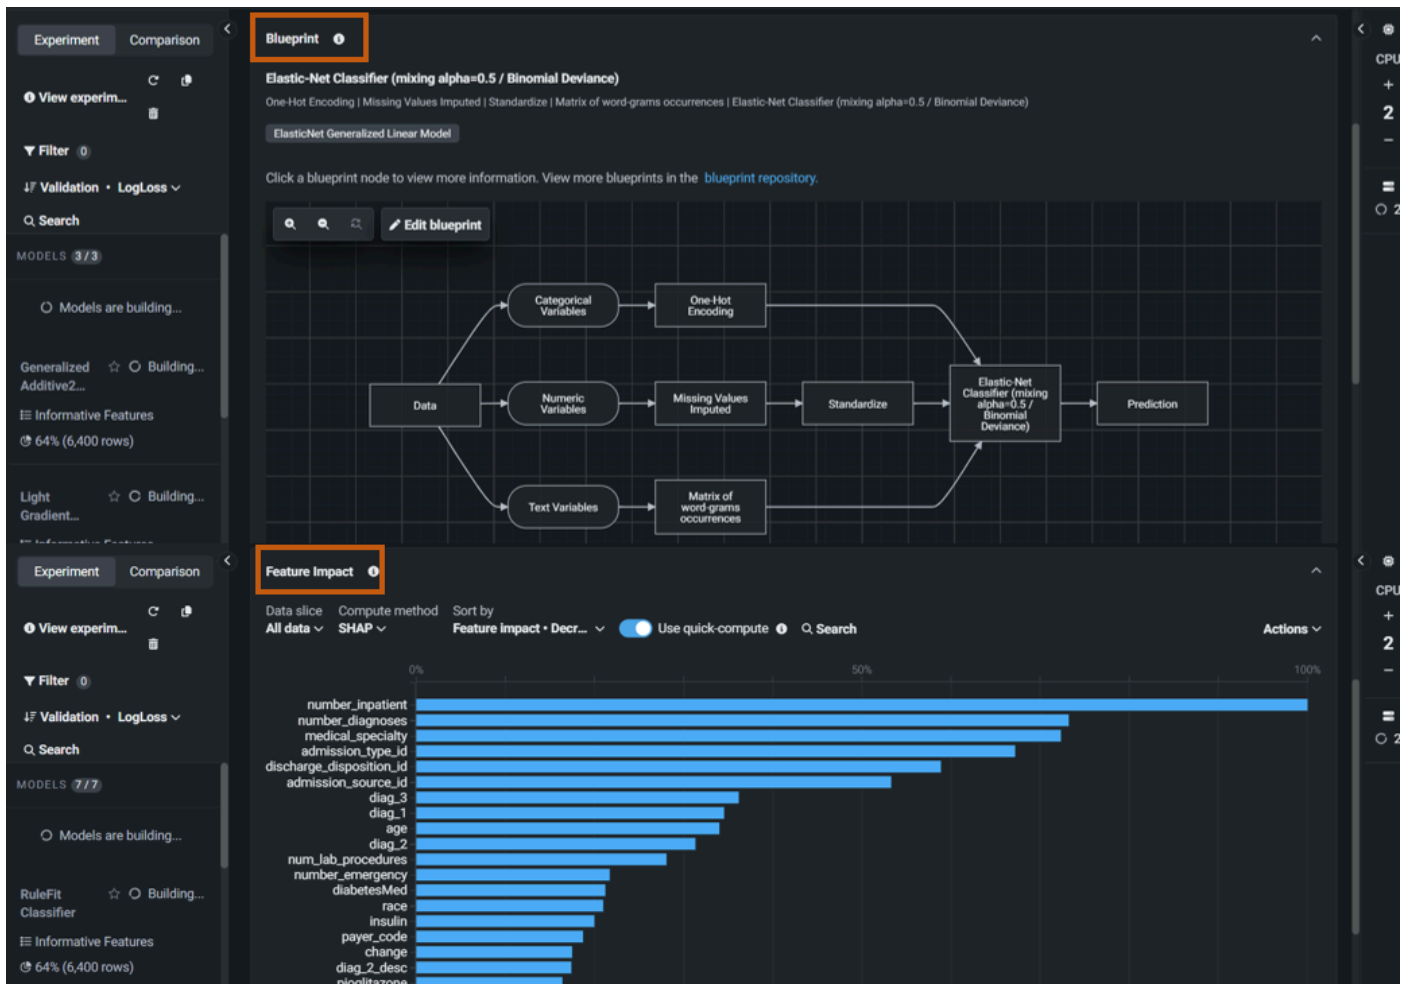 Experiment Comparison
View experim...
Filter 0
Validation • LogLoss
Search
MODELS 3/3
Models are building...
Generalized Additive2...
Building...
Informative Features
64% (6,400 rows)
Light Gradient...
Building...
Blueprint
Elastic-Net Classifier (mixing alpha=0.5 / Binomial Deviance)
One-Hot Encoding | Missing Values Imputed | Standardize | Matrix of word-grams occurrences | Elastic-Net Classifier (mixing alpha=0.5 / Binomial Deviance)
ElasticNet Generalized Linear Model
Click a blueprint node to view more information. View more blueprints in the blueprint repository.
Edit blueprint
Categorical
Variables
One-Hot
Encoding
Data
Numeric
Variables
Missing Values
Imputed
Standardize
Elastic-Net
Classifier (mixing
alpha=0.5 /
Binomial
Deviance)
Prediction
Text Variables
Matrix of
word-grams
occurrences
CPU
+
2
−
2
Experiment Comparison
View experim...
Filter 0
Validation • LogLoss
Search
MODELS 7/7
Models are building...
RuleFit
Classifier
Building...
Informative Features
64% (6,400 rows)
Feature Impact
Data slice Compute method Sort by
All data SHAP Feature impact • Decr... Use quick-compute Search Actions
0% 50% 100%
number_inpatient
number_diagnoses
medical_specialty
admission_type_id
discharge_disposition_id
admission_source_id
diag_3
diag_1
age
diag_2
num_lab_procedures
number_emergency
diabetesMed
race
insulin
payer_code
change
diag_2_desc
pioglitazone
CPU
+
2
−
2